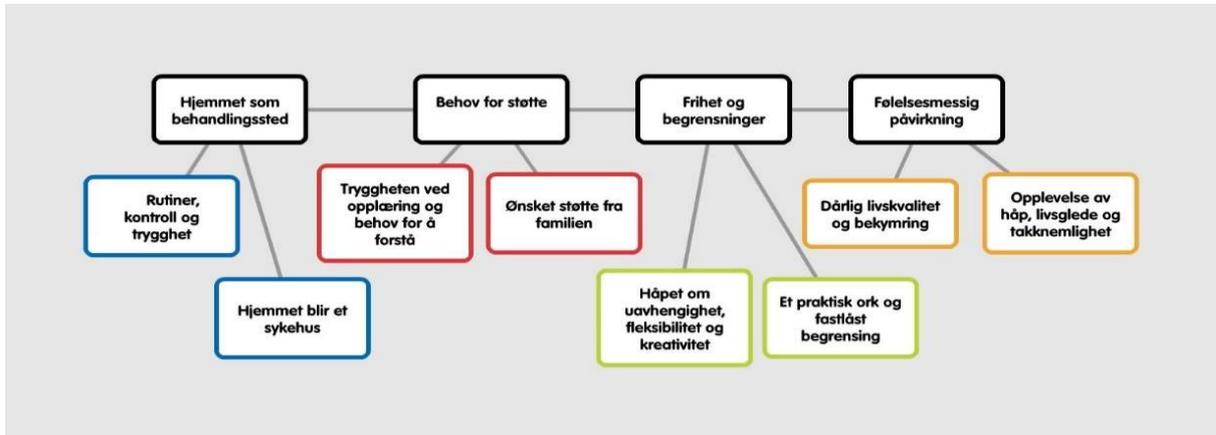 Hjemmet som
behandlingssted
Behov for støtte
Frihet og
begrensninger
Følelsesmessig
påvirkning
Rutiner,
kontroll og
trygghet
Tryggheten ved
opplæring og
behov for å
forstå
Ønsket støtte fra
familien
Dårlig livskvalitet
og bekymring
Opplevelse av
håp, livsglede og
takknemlighet
Hjemmet blir et
sykehus
Håpet om
uavhengighet,
fleksibilitet og
kreativitet
Et praktisk ork og
fastlåst
begrensing